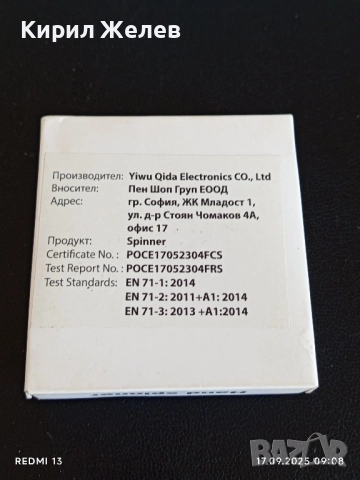 Кирил Желев
Производител: Yiwu Qida Electronics CO., Ltd
Вносител: Пен Шоп Груп ЕООД
Адрес: гр. София, ЖК Младост 1,
ул. д-р Стоян Чомаков 4А,
офис 17
Продукт: Spinner
Certificate No. : POCE17052304FCS
Test Report No.: POCE17052304FRS
Test Standards: EN 71-1: 2014
EN 71-2: 2011+A1: 2014
EN 71-3: 2013 +A1:2014
Hand Spinner
REDMI 13
17.09.2025 09:08
BAZAR